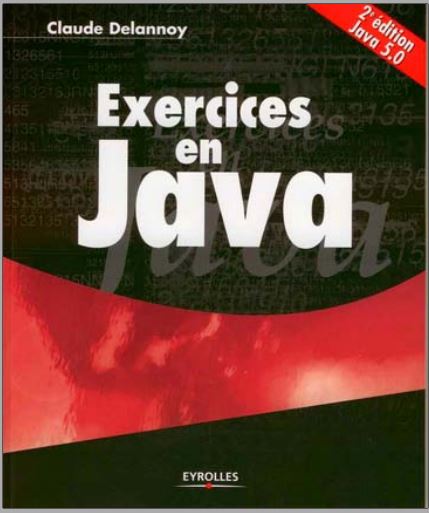 Claude Delannoy
2e édition
Java 5.0
Exercices
en
Java
EYROLLES